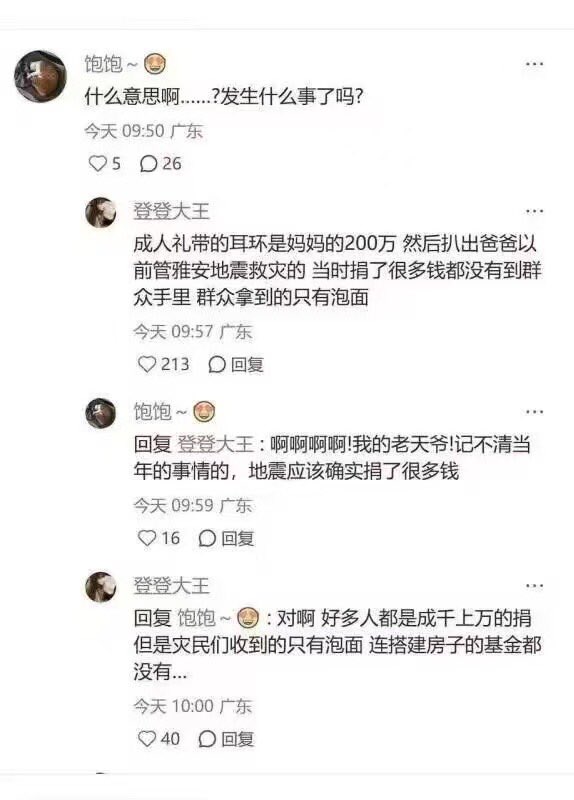 饱饱~😍
什么意思啊......?发生什么事了吗?
今天 09:50 广东
5 26
登登大王
成人礼带的耳环是妈妈的200万 然后扒出爸爸以
前管雅安地震救灾的 当时捐了很多钱都没有到群
众手里 群众拿到的只有泡面
今天 09:57 广东
213 回复
饱饱~😍
回复 登登大王 : 啊啊啊啊!我的老天爷!记不清当
年的事情的，地震应该确实捐了很多钱
今天 09:59 广东
16 回复
登登大王
回复 饱饱~😍 : 对啊 好多人都是成千上万的捐
但是灾民们收到的只有泡面 连搭建房子的基金都
没有...
今天 10:00 广东
40 回复